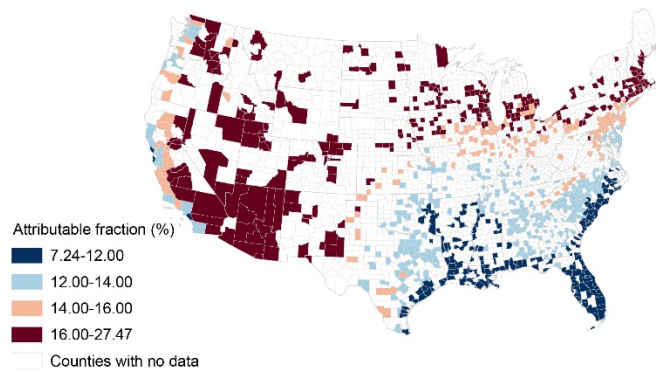 Attributable fraction (%)
7.24-12.00
12.00-14.00
14.00-16.00
16.00-27.47
Counties with no data